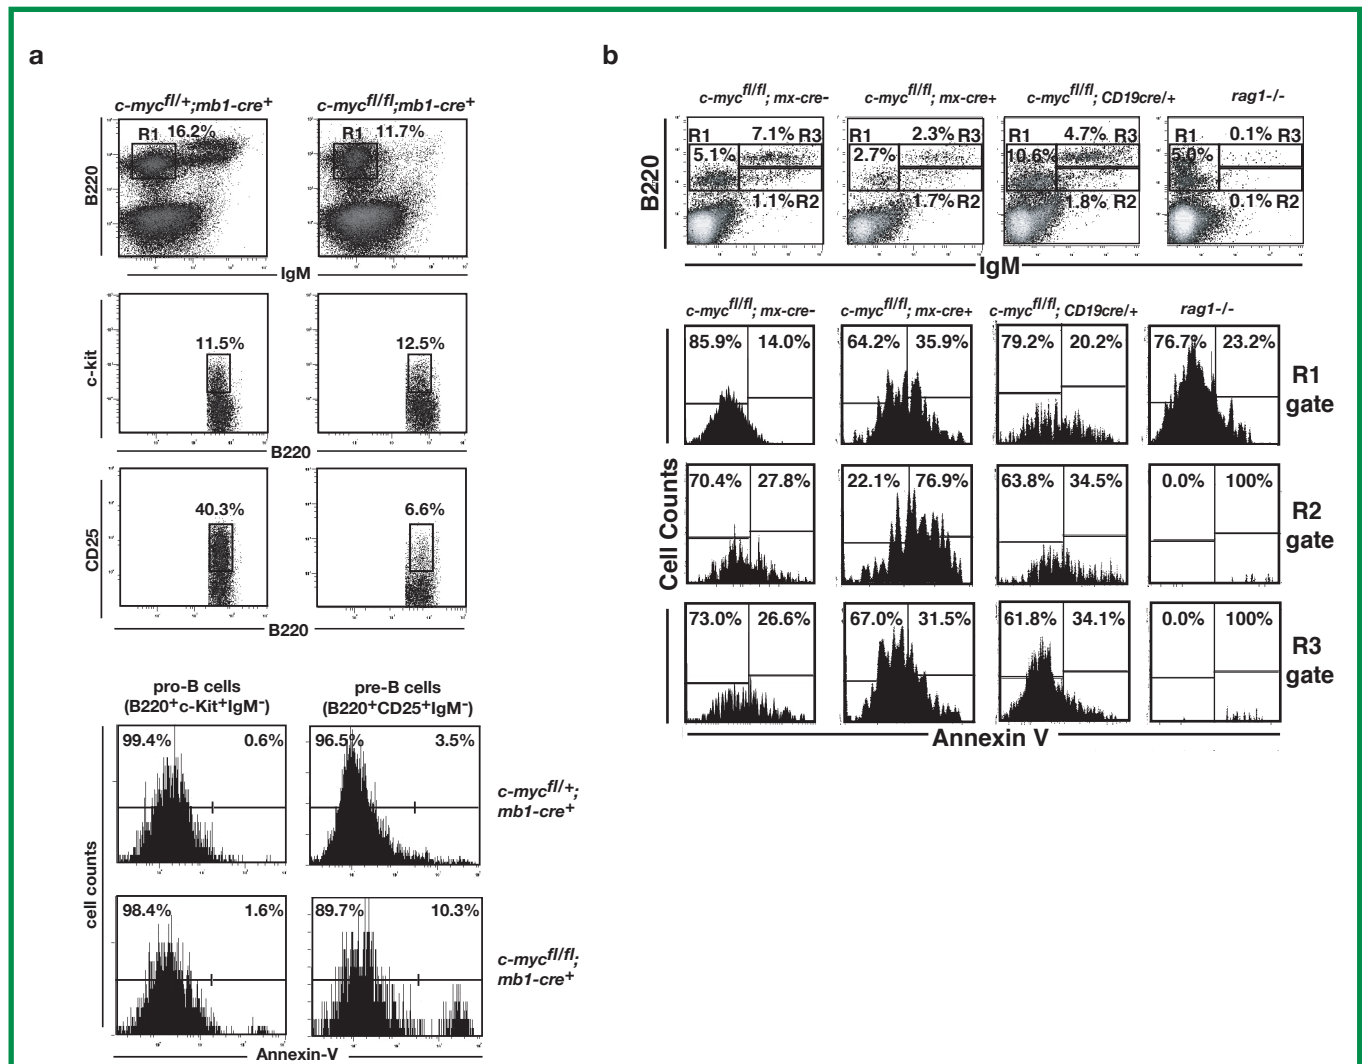 a
c-myc^fl/+;mb1-cre+
c-myc^fl/fl;mb1-cre+
R1 16.2%
R1 11.7%
B220
IgM
11.5%
12.5%
c-kit
B220
40.3%
6.6%
CD25
B220
pro-B cells
(B220+c-Kit+IgM-)
pre-B cells
(B220+CD25+IgM-)
99.4% 0.6%
96.5% 3.5%
c-myc^fl/+;
mb1-cre+
cell counts
98.4% 1.6%
89.7% 10.3%
c-myc^fl/fl;
mb1-cre+
Annexin-V
b
c-myc^fl/fl; mx-cre-
c-myc^fl/fl; mx-cre+
c-myc^fl/fl; CD19cre/+
rag1-/-
R1 7.1% R3
5.1%
1.1% R2
R1 2.3% R3
2.7%
1.7% R2
R1 4.7% R3
10.6%
1.8% R2
R1 0.1% R3
5.0%
0.1% R2
B220
IgM
c-myc^fl/fl; mx-cre-
c-myc^fl/fl; mx-cre+
c-myc^fl/fl; CD19cre/+
rag1-/-
85.9% 14.0%
64.2% 35.9%
79.2% 20.2%
76.7% 23.2%
R1
gate
Cell Counts
70.4% 27.8%
22.1% 76.9%
63.8% 34.5%
0.0% 100%
R2
gate
73.0% 26.6%
67.0% 31.5%
61.8% 34.1%
0.0% 100%
R3
gate
Annexin V